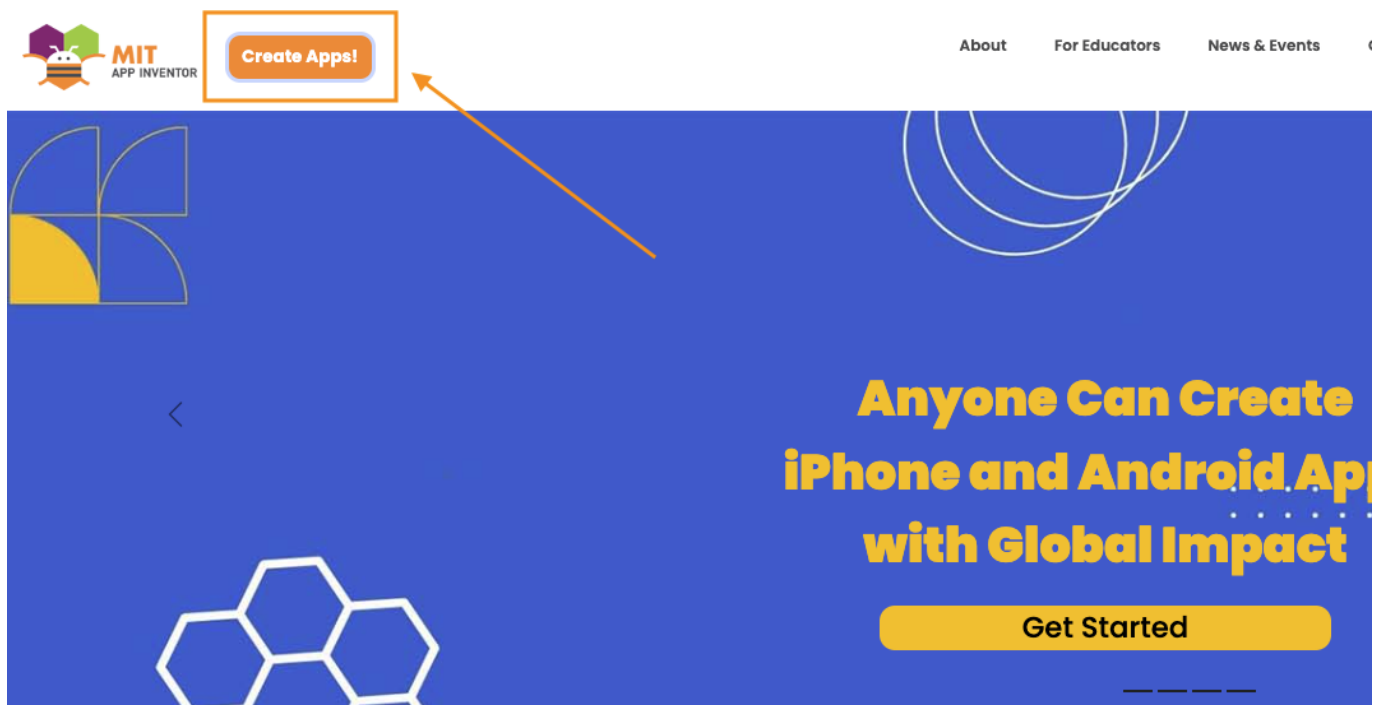 MIT
APP INVENTOR
Create Apps!
About
For Educators
News & Events
Anyone Can Create
iPhone and Android
with Global Impact
Get Started